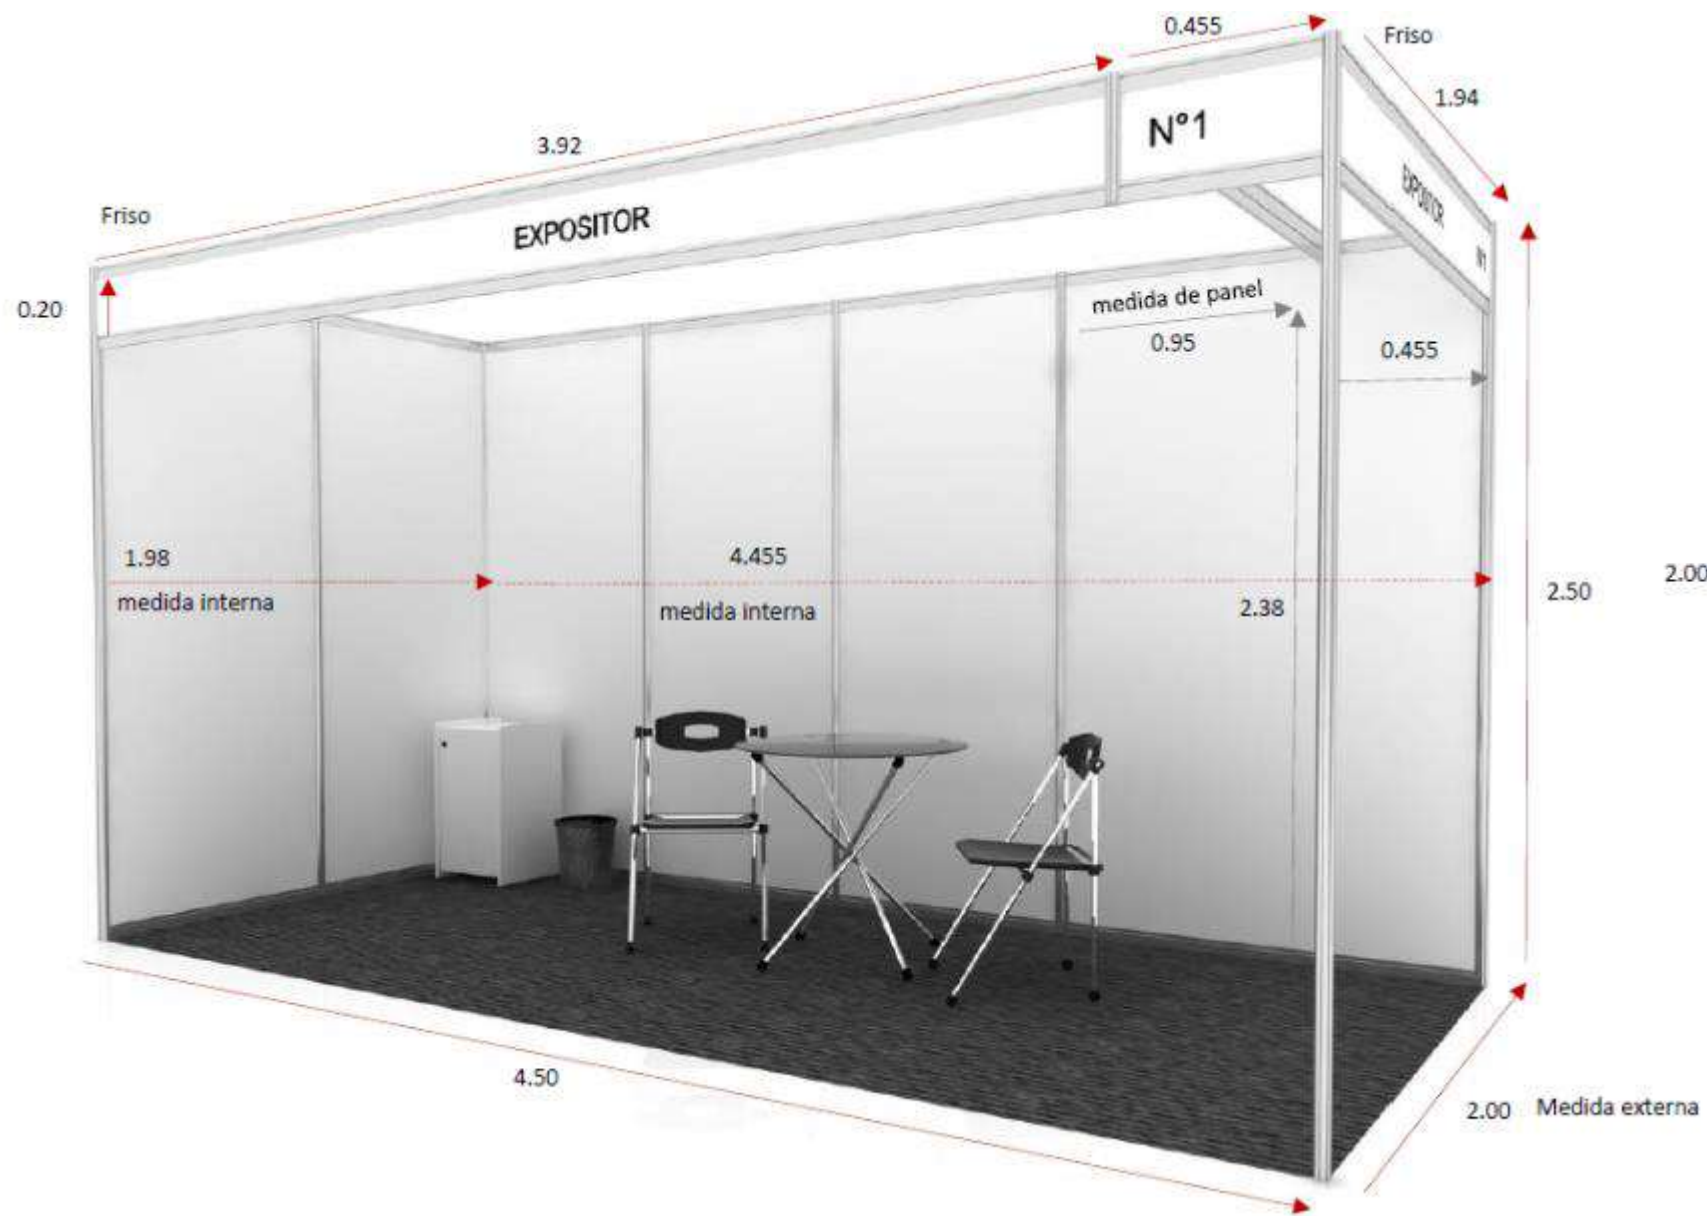 0.455
Friso
1.94
3.92
N°1
EXPOSITOR
Friso
EXPOSITOR
N°1
0.20
medida de panel
0.95
0.455
1.98
medida interna
4.455
medida interna
2.38
2.50
2.00
4.50
2.00 Medida externa